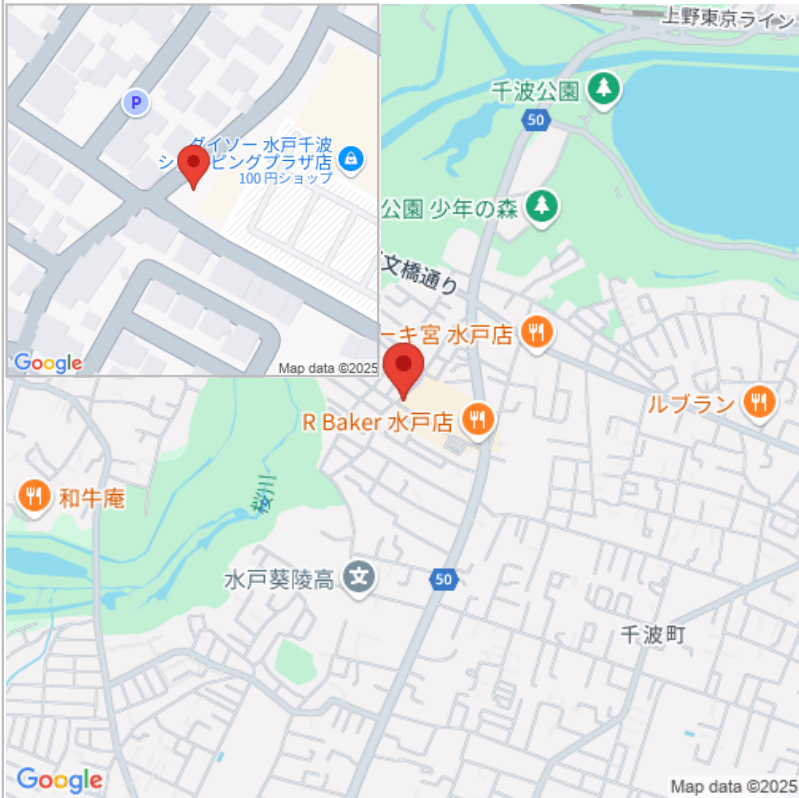 上野東京ライン
千波公園
50
P
ダイソー 水戸千波
シ ッピングプラザ店
100 円ショップ
公園 少年の森
文橋通り
ーキ宮 水戸店
Google
Map data ©2025
ルブラン
R Baker 水戸店
桜川
和牛庵
水戸葵陵高
文
50
千波町
Google
Map data ©2025